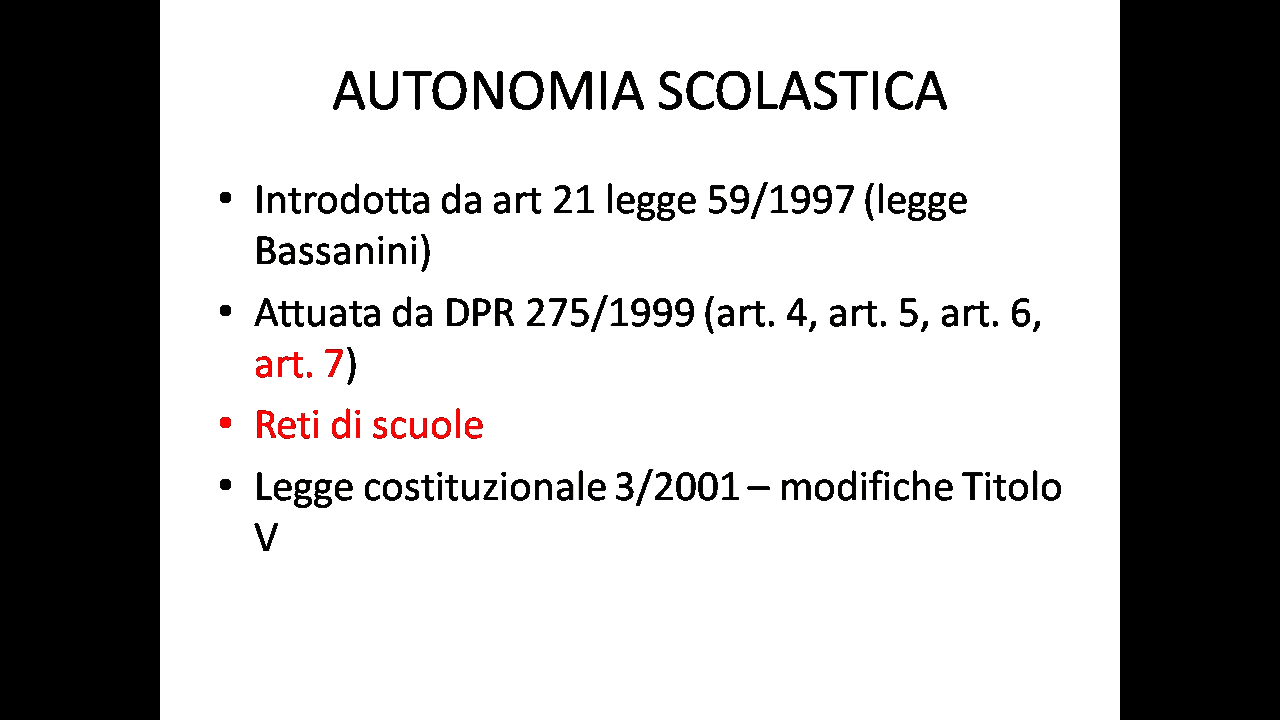 AUTONOMIA SCOLASTICA
• Introdotta da art 21 legge 59/1997 (legge
Bassanini)
• Attuata da DPR 275/1999 (art. 4, art. 5, art. 6,
art. 7)
• Reti di scuole
• Legge costituzionale 3/2001 – modifiche Titolo
V